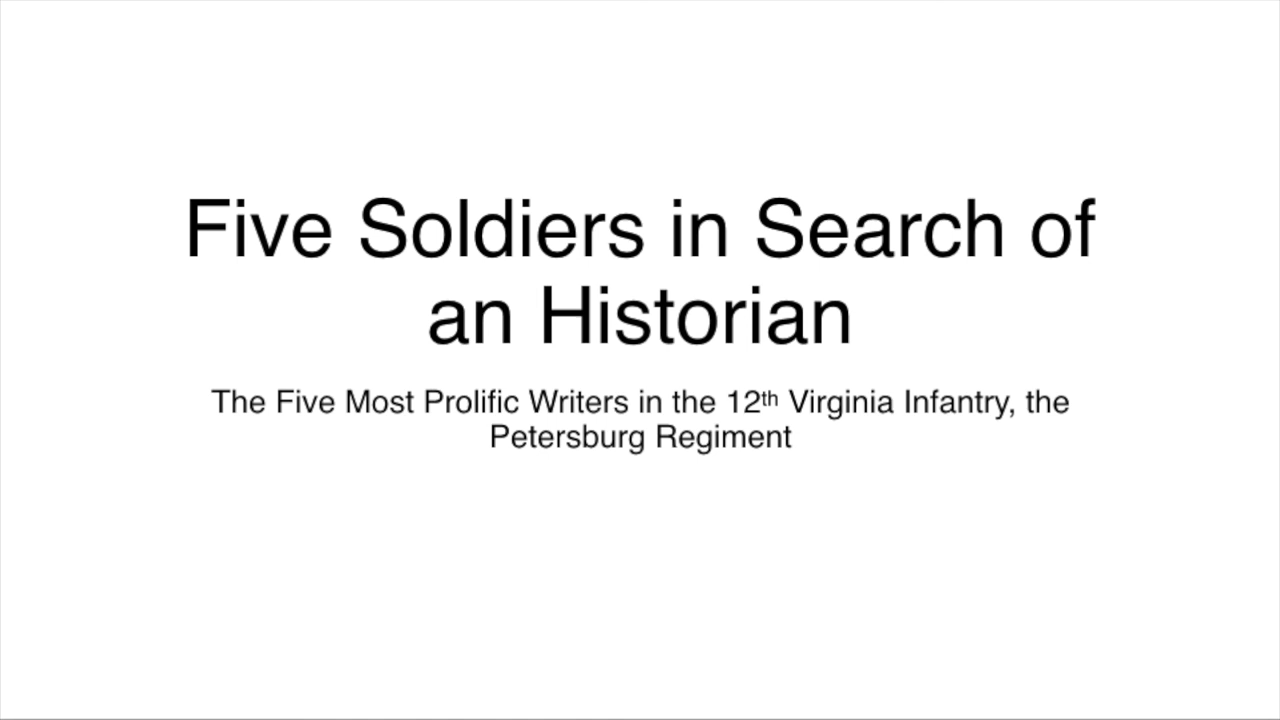 Five Soldiers in Search of
an Historian
The Five Most Prolific Writers in the 12th Virginia Infantry, the
Petersburg Regiment